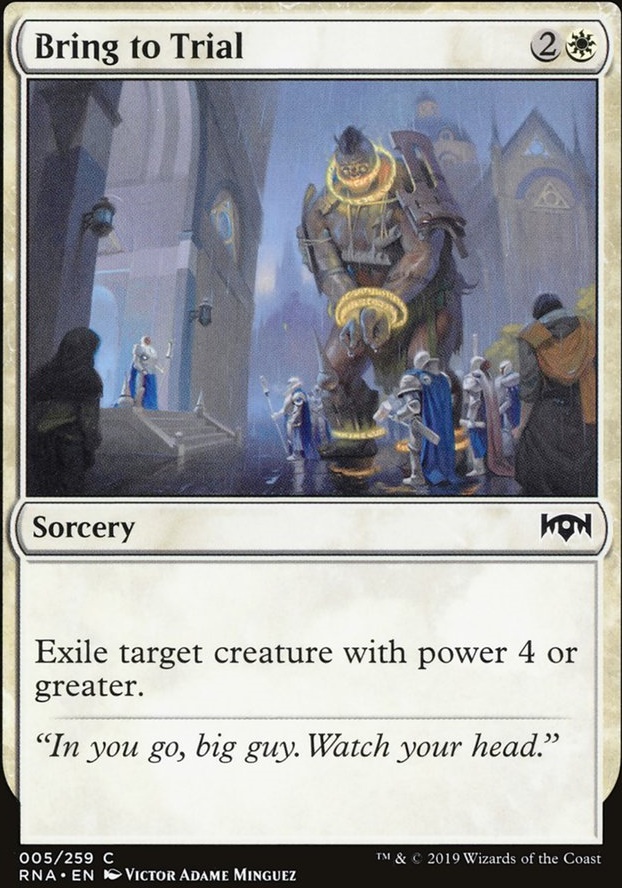 Bring to Trial 2
Sorcery
Exile target creature with power 4 or
greater.
“In you go, big guy. Watch your head.”
005/259 C
RNA • EN Victor Adame Minguez
™ & © 2019 Wizards of the Coast